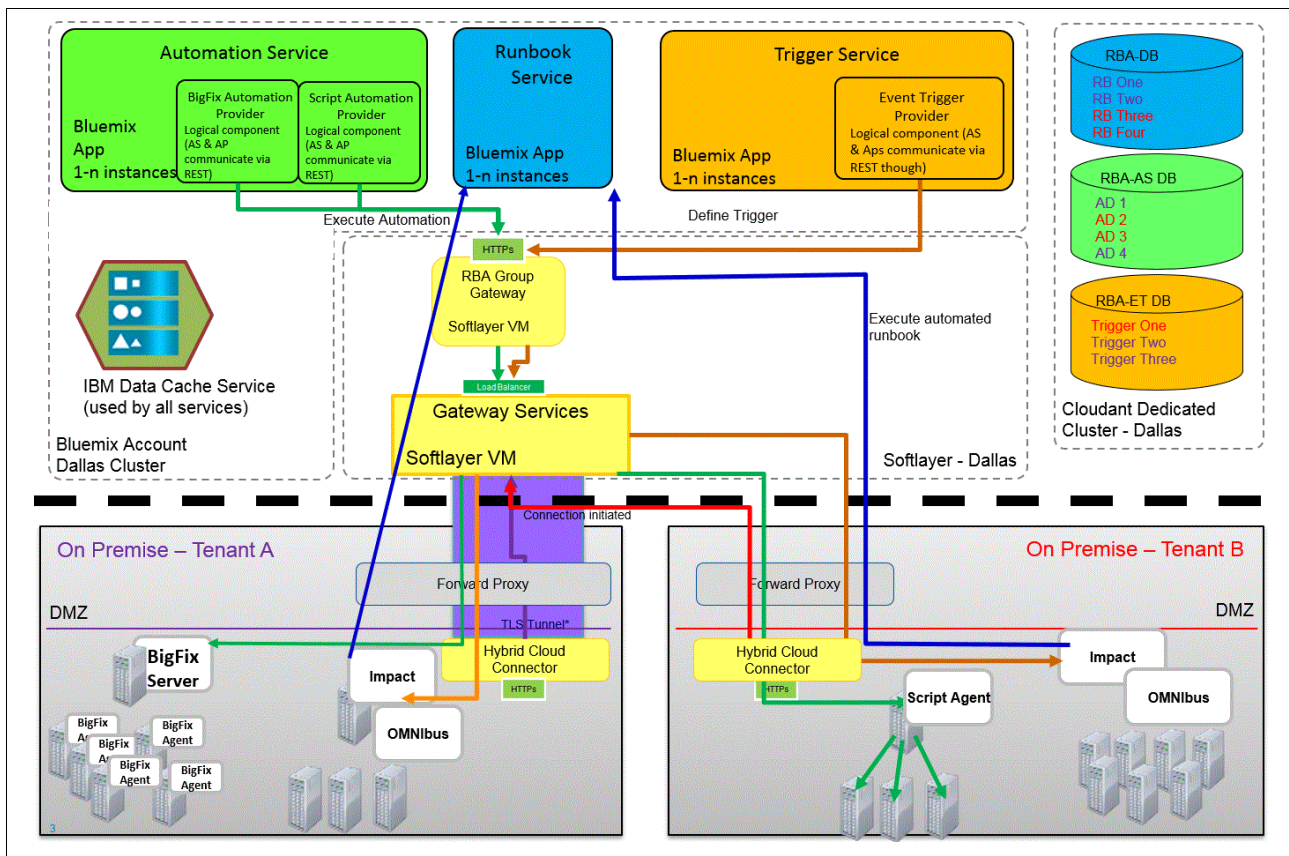 Automation Service
BigFix Automation
Provider
Logical component
(AS & AP
communicate via
REST)
Script Automation
Provider
Logical component
(AS & AP
communicate via
REST)
Bluemix
App
1-n instances
Runbook
Service
Bluemix App
1-n instances
Trigger Service
Event Trigger
Provider
Logical component (AS
& Aps communicate via
REST though)
Bluemix App
1-n instances
RBA-DB
RB One
RB Two
RB Three
RB Four
RBA-AS DB
AD 1
AD 2
AD 3
AD 4
RBA-ET DB
Trigger One
Trigger Two
Trigger Three
Cloudant Dedicated
Cluster - Dallas
Execute Automation
Define Trigger
HTTPs
RBA Group
Gateway
Softlayer VM
Execute automated
runbook
IBM Data Cache Service
(used by all services)
Bluemix Account
Dallas Cluster
Load Balancer
Gateway Services
Softlayer VM
Softlayer - Dallas
Connection initiated
On Premise – Tenant A
Forward Proxy
DMZ
TLS Tunnel*
BigFix
Server
Impact
Hybrid Cloud
Connector
HTTPs
OMNIbus
BigFix
Agent
BigFix
Agent
BigFix
Agent
BigFix
Agent
BigFix
Agent
3
On Premise – Tenant B
Forward Proxy
DMZ
Hybrid Cloud
Connector
HTTPs
Impact
Script Agent
OMNIbus